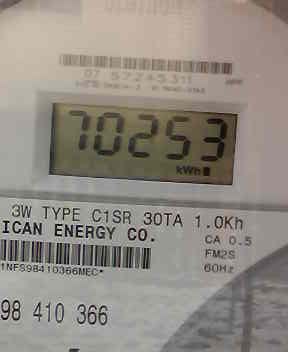 07 57245311
70253
kWh
3W TYPE C1SR 30TA 1.0Kh
ICAN ENERGY CO.
CA 0.5
FM2S
1NFS98410366MEC*
60Hz
98 410 366